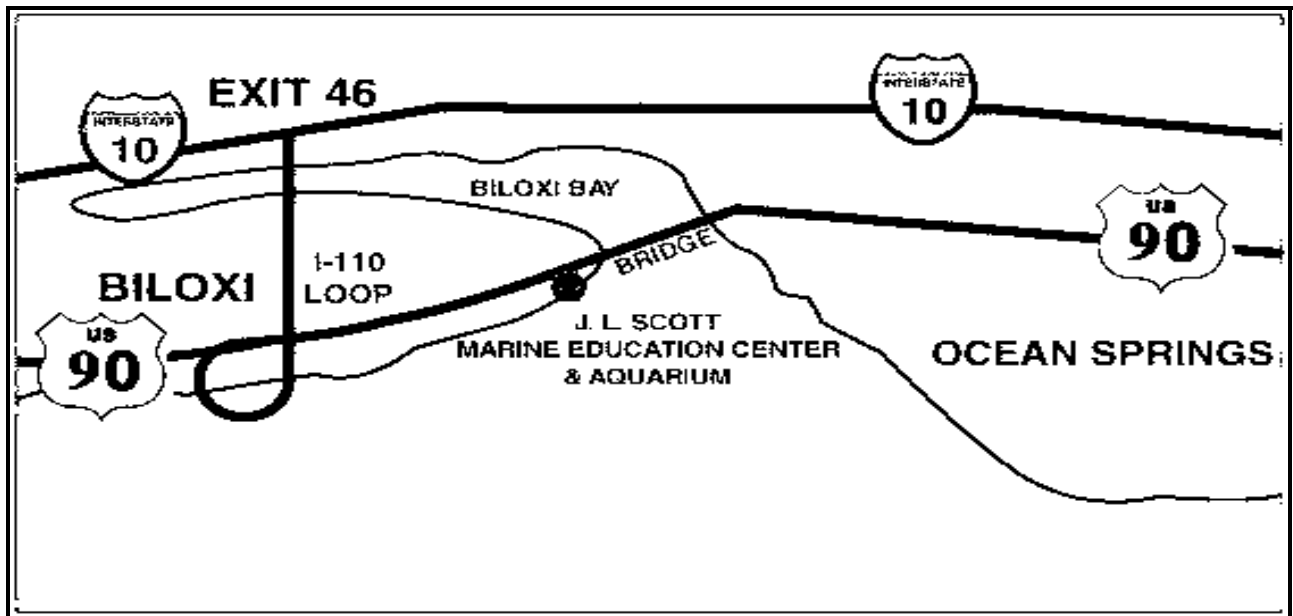 EXIT 46
INTERSTATE
10
INTERSTATE
10
BILOXI BAY
us
90
BRIDGE
I-110
LOOP
BILOXI
us
90
J. L. SCOTT
MARINE EDUCATION CENTER
& AQUARIUM
OCEAN SPRINGS